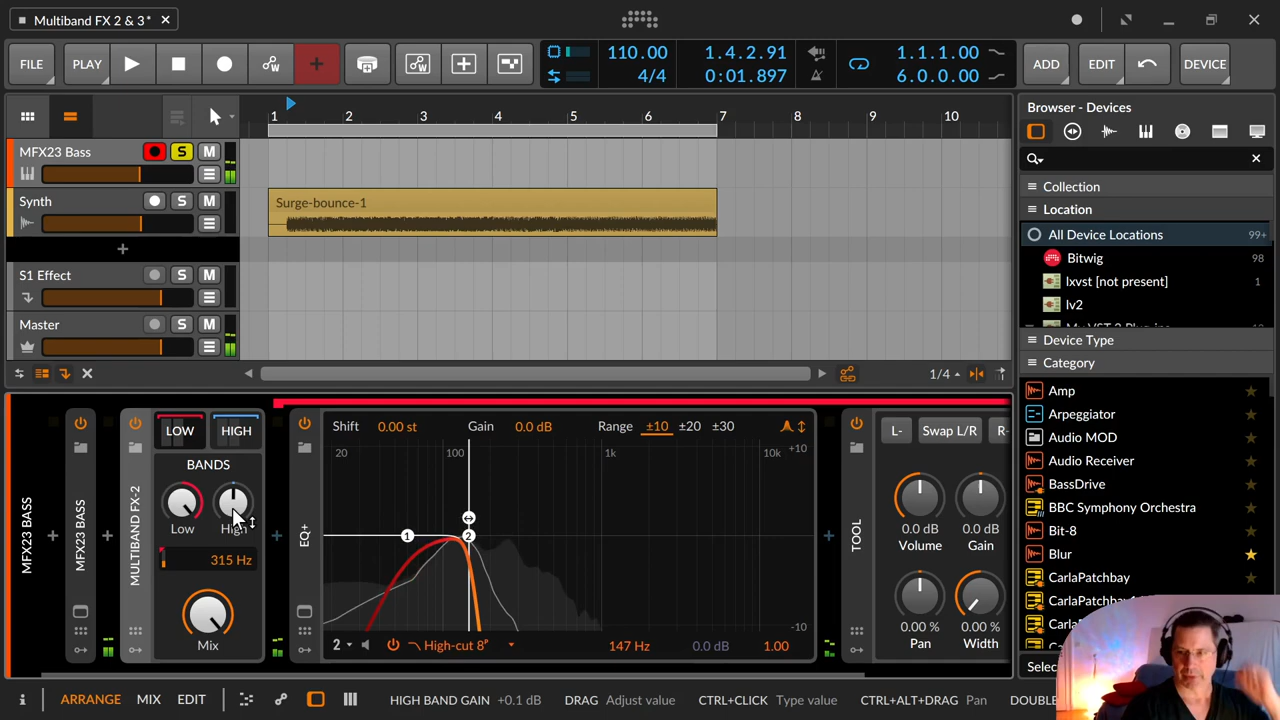 Multiband FX 2 & 3*
FILE
PLAY
110.00
4/4
1.4.2.91
0:01.897
1.1.1.00
6.0.0.00
ADD
EDIT
DEVICE
1
2
3
4
5
6
7
8
9
10
MFX23 Bass
S
M
Synth
S
M
Surge-bounce-1
S1 Effect
S
M
Master
S
M
1/4
Browser - Devices
Collection
Location
All Device Locations
99+
Bitwig
98
lxvst [not present]
1
lv2
Device Type
Category
Amp
Arpeggiator
Audio MOD
Audio Receiver
BassDrive
BBC Symphony Orchestra
Bit-8
Blur
CarlaPatchbay
MFX23 BASS
MFX23 BASS
MULTIBAND FX-2
LOW
HIGH
BANDS
Low
High
315 Hz
Mix
EQ+
Shift
0.00 st
Gain
0.0 dB
Range
±10
±20
±30
20
100
1k
10k
+10
-10
1
2
2
High-cut 8ᴾ
147 Hz
0.0 dB
1.00
TOOL
L-
Swap L/R
R-
0.0 dB
Volume
0.0 dB
Gain
0.00 %
Pan
0.00 %
Width
i
ARRANGE
MIX
EDIT
HIGH BAND GAIN
+0.1 dB
DRAG
Adjust value
CTRL+CLICK
Type value
CTRL+ALT+DRAG
Pan